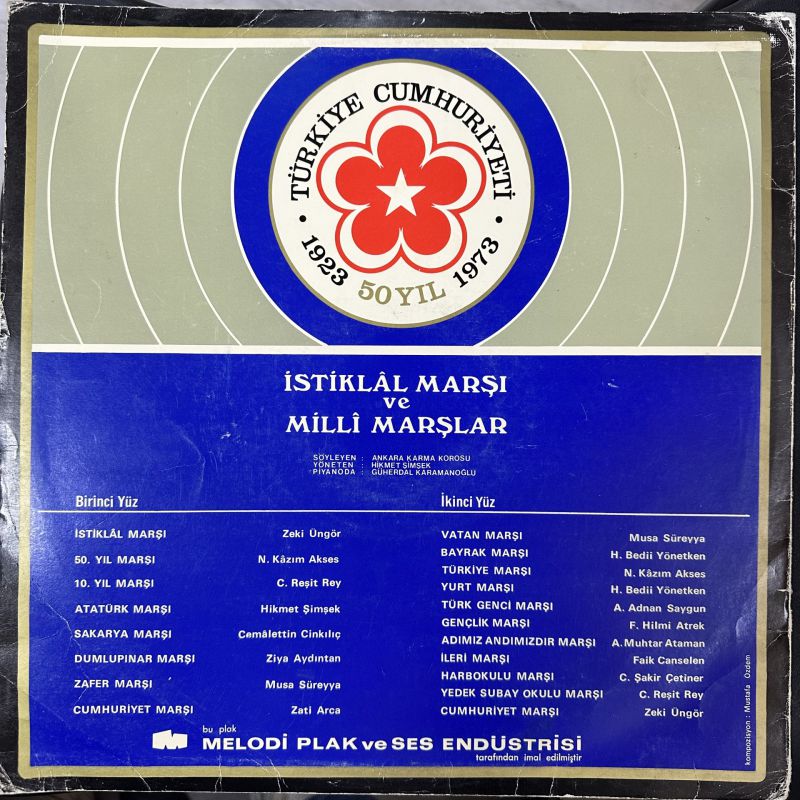 TÜRKİYE CUMHURİYETİ
1923 50 YIL 1973
İSTİKLÂL MARŞI
ve
MİLLÎ MARŞLAR
SÖYLEYEN : ANKARA KARMA KOROSU
YÖNETEN : HİKMET ŞİMŞEK
PİYANODA : GÜHERDAL KARAMANOĞLU
Birinci Yüz
İSTİKLÂL MARŞI Zeki Üngör
50. YIL MARŞI N. Kâzım Akses
10. YIL MARŞI C. Reşit Rey
ATATÜRK MARŞI Hikmet Şimşek
SAKARYA MARŞI Cemâlettin Cinkılıç
DUMLUPINAR MARŞI Ziya Aydıntan
ZAFER MARŞI Musa Süreyya
CUMHURİYET MARŞI Zati Arca
İkinci Yüz
VATAN MARŞI Musa Süreyya
BAYRAK MARŞI H. Bedii Yönetken
TÜRKİYE MARŞI N. Kâzım Akses
YURT MARŞI H. Bedii Yönetken
TÜRK GENCİ MARŞI A. Adnan Saygun
GENÇLİK MARŞI F. Hilmi Atrek
ADIMIZ ANDIMIZDIR MARŞI A. Muhtar Ataman
İLERİ MARŞI Faik Canselen
HARBOKULU MARŞI C. Şakir Çetiner
YEDEK SUBAY OKULU MARŞI C. Reşit Rey
CUMHURİYET MARŞI Zeki Üngör
bu plak
MELODİ PLAK ve SES ENDÜSTRİSİ
tarafından imal edilmiştir
kompozisyon : Mustafa Özdem